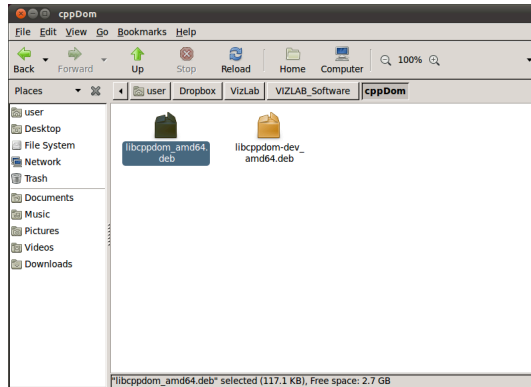 cppDom
File Edit View Go Bookmarks Help
Back Forward Up Stop Reload Home Computer 100%
Places user Dropbox VizLab VIZLAB_Software cppDom
user
Desktop
File System
Network
Trash
Documents
Music
Pictures
Videos
Downloads
libcppdom_amd64.
deb
libcppdom-dev_
amd64.deb
"libcppdom_amd64.deb" selected (117.1 KB), Free space: 2.7 GB